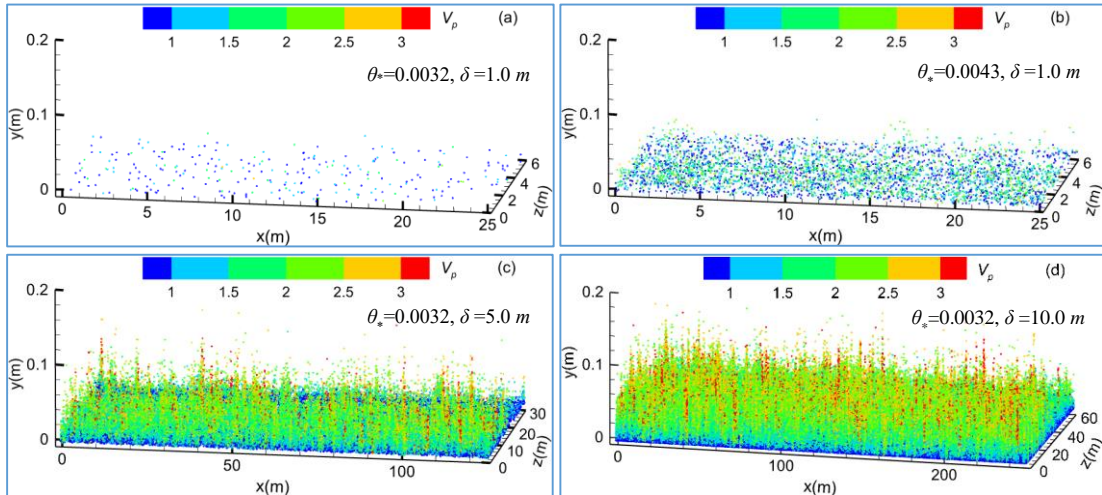 V_p (a)
1 1.5 2 2.5 3
θ*=0.0032, δ =1.0 m
0.2
0.1
0
y(m)
0 5 10 15 20 25
x(m)
0 2 4 6
z(m)
V_p (b)
1 1.5 2 2.5 3
θ*=0.0043, δ =1.0 m
0.2
0.1
0
y(m)
0 5 10 15 20 25
x(m)
0 2 4 6
z(m)
V_p (c)
1 1.5 2 2.5 3
θ*=0.0032, δ =5.0 m
0.2
0.1
0
y(m)
0 50 100
x(m)
0 10 20 30
z(m)
V_p (d)
1 1.5 2 2.5 3
θ*=0.0032, δ =10.0 m
0.2
0.1
0
y(m)
0 100 200
x(m)
0 20 40 60
z(m)